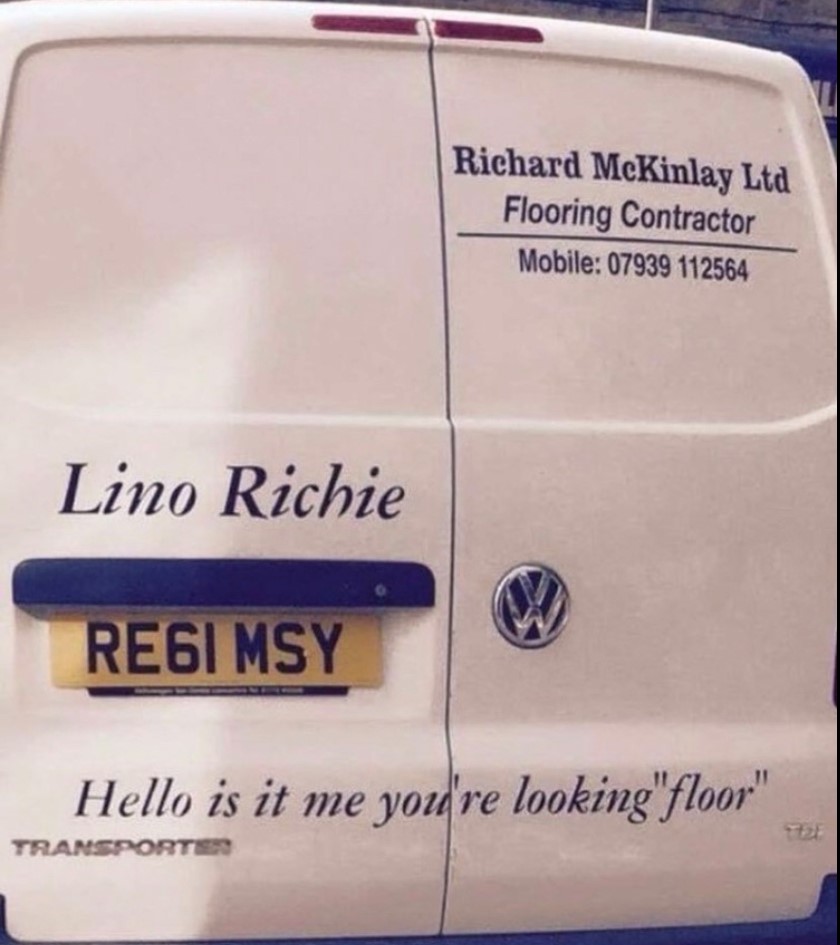 Richard McKinlay Ltd
Flooring Contractor
Mobile: 07939 112564
Lino Richie
RE61 MSY
Hello is it me you're looking"floor"
TRANSPORTER
TDI